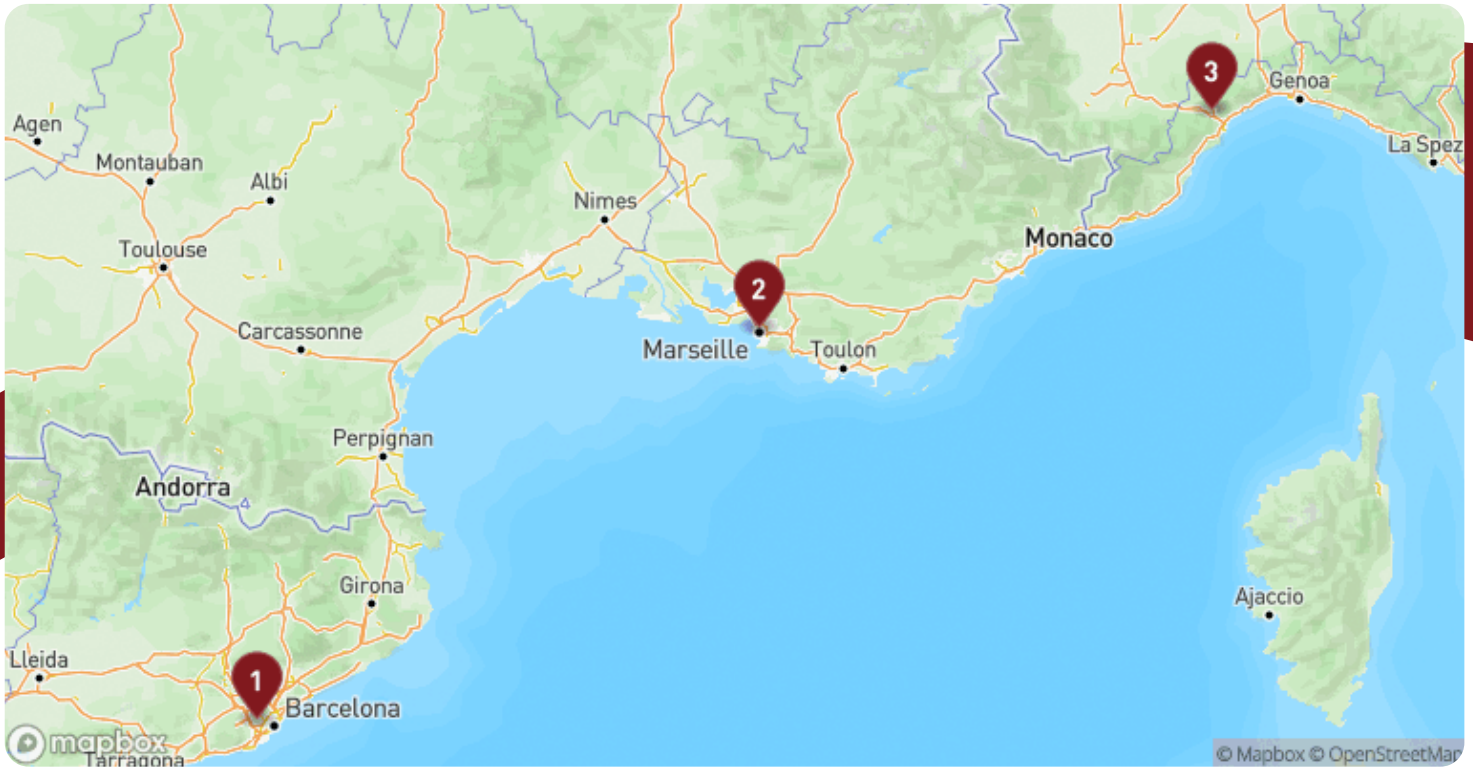 3
Genoa
Agen
La Spez
Montauban
Albi
Nimes
Toulouse
Monaco
2
Carcassonne
Marseille
Toulon
Perpignan
Andorra
Girona
Ajaccio
Lleida
1
Barcelona
mapbox
Tarragona
© Mapbox © OpenStreetMap